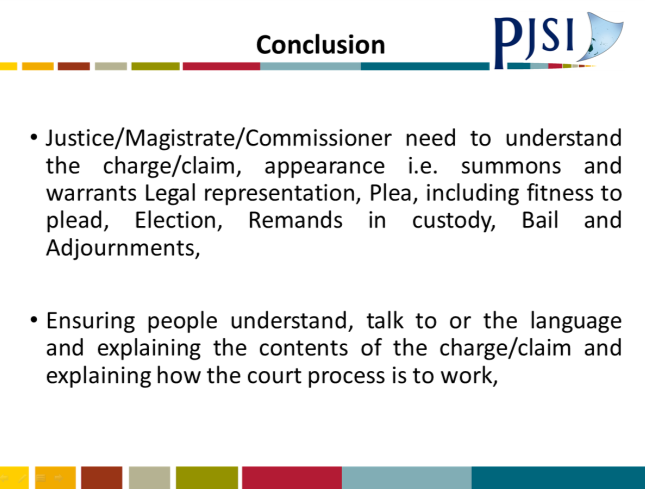 Conclusion
PJSI
• Justice/Magistrate/Commissioner need to understand
the charge/claim, appearance i.e. summons and
warrants Legal representation, Plea, including fitness to
plead, Election, Remands in custody, Bail and
Adjournments,
• Ensuring people understand, talk to or the language
and explaining the contents of the charge/claim and
explaining how the court process is to work,